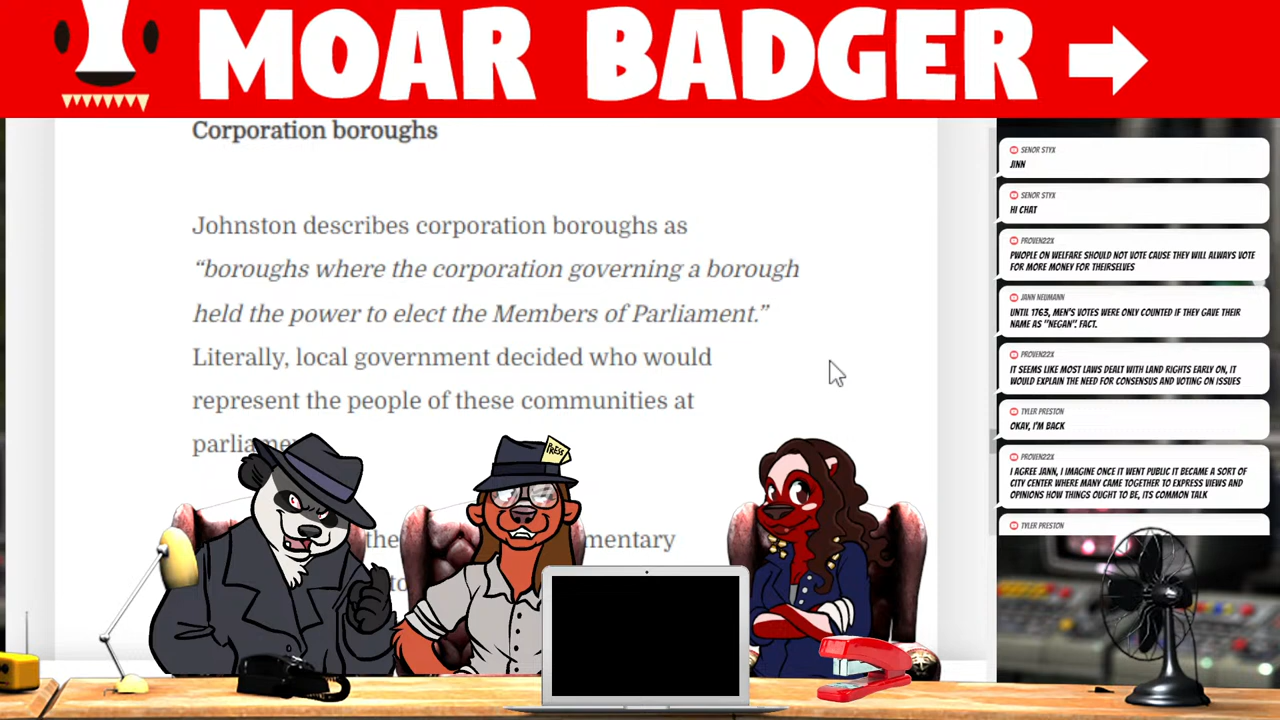 MOAR BADGER
Corporation boroughs
Johnston describes corporation boroughs as
“boroughs where the corporation governing a borough
held the power to elect the Members of Parliament.”
Literally, local government decided who would
represent the people of these communities at
parliame
the
mentary
to
PRESS
SENOR STYX
JINN
SENOR STYX
HI CHAT
PROVEN22X
PWOPLE ON WELFARE SHOULD NOT VOTE CAUSE THEY WILL ALWAYS VOTE
FOR MORE MONEY FOR THEIRSELVES
JANN NEUMANN
UNTIL 1763, MEN'S VOTES WERE ONLY COUNTED IF THEY GAVE THEIR
NAME AS "NEGAN". FACT.
PROVEN22X
IT SEEMS LIKE MOST LAWS DEALT WITH LAND RIGHTS EARLY ON, IT
WOULD EXPLAIN THE NEED FOR CONSENSUS AND VOTING ON ISSUES
TYLER PRESTON
OKAY, I'M BACK
PROVEN22X
I AGREE JANN, I IMAGINE ONCE IT WENT PUBLIC IT BECAME A SORT OF
CITY CENTER WHERE MANY CAME TOGETHER TO EXPRESS VIEWS AND
OPINIONS HOW THINGS OUGHT TO BE, ITS COMMON TALK
TYLER PRESTON